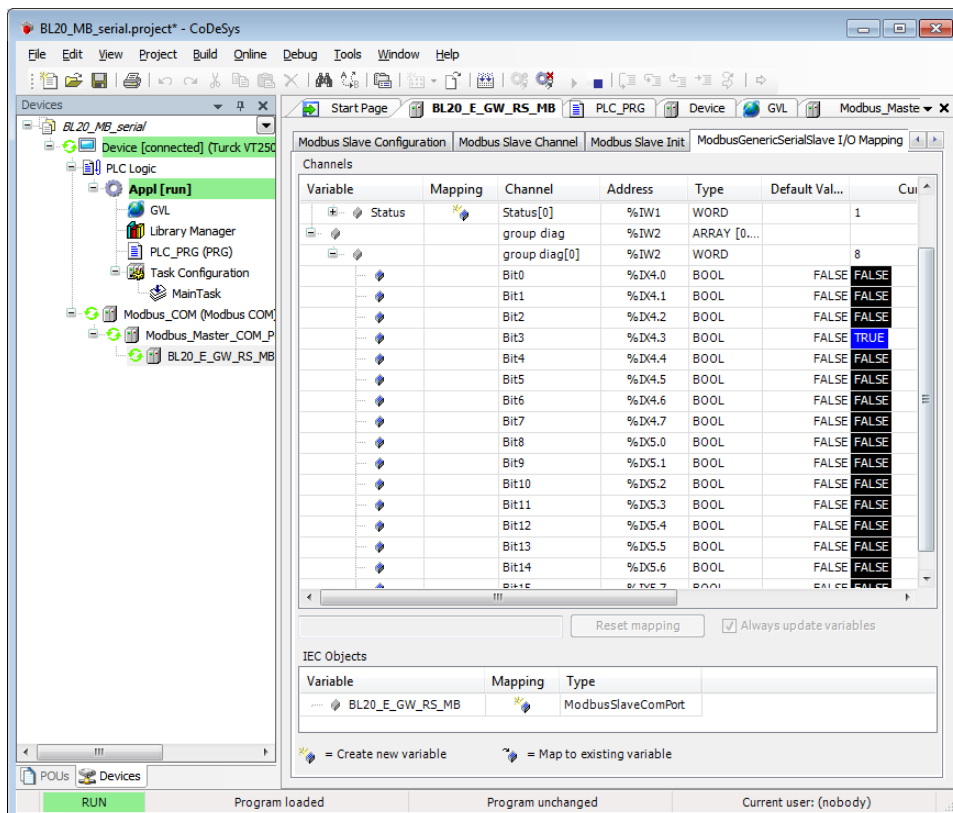 BL20_MB_serial.project* - CoDeSys
File Edit View Project Build Online Debug Tools Window Help
Devices
BL20_MB_serial
Device [connected] (Turck VT250
PLC Logic
Appl [run]
GVL
Library Manager
PLC_PRG (PRG)
Task Configuration
MainTask
Modbus_COM (Modbus COM
Modbus_Master_COM_P
BL20_E_GW_RS_MB
POUs Devices
Start Page BL20_E_GW_RS_MB PLC_PRG Device GVL Modbus_Maste
Modbus Slave Configuration Modbus Slave Channel Modbus Slave Init ModbusGenericSerialSlave I/O Mapping
Channels
Variable Mapping Channel Address Type Default Val... Cu
Status Status[0] %IW1 WORD 1
group diag %IW2 ARRAY [0....
group diag[0] %IW2 WORD 8
Bit0 %IX4.0 BOOL FALSE FALSE
Bit1 %IX4.1 BOOL FALSE FALSE
Bit2 %IX4.2 BOOL FALSE FALSE
Bit3 %IX4.3 BOOL FALSE TRUE
Bit4 %IX4.4 BOOL FALSE FALSE
Bit5 %IX4.5 BOOL FALSE FALSE
Bit6 %IX4.6 BOOL FALSE FALSE
Bit7 %IX4.7 BOOL FALSE FALSE
Bit8 %IX5.0 BOOL FALSE FALSE
Bit9 %IX5.1 BOOL FALSE FALSE
Bit10 %IX5.2 BOOL FALSE FALSE
Bit11 %IX5.3 BOOL FALSE FALSE
Bit12 %IX5.4 BOOL FALSE FALSE
Bit13 %IX5.5 BOOL FALSE FALSE
Bit14 %IX5.6 BOOL FALSE FALSE
Bit15 %IX5.7 BOOL FALSE FALSE
Reset mapping Always update variables
IEC Objects
Variable Mapping Type
BL20_E_GW_RS_MB ModbusSlaveComPort
= Create new variable = Map to existing variable
RUN Program loaded Program unchanged Current user: (nobody)